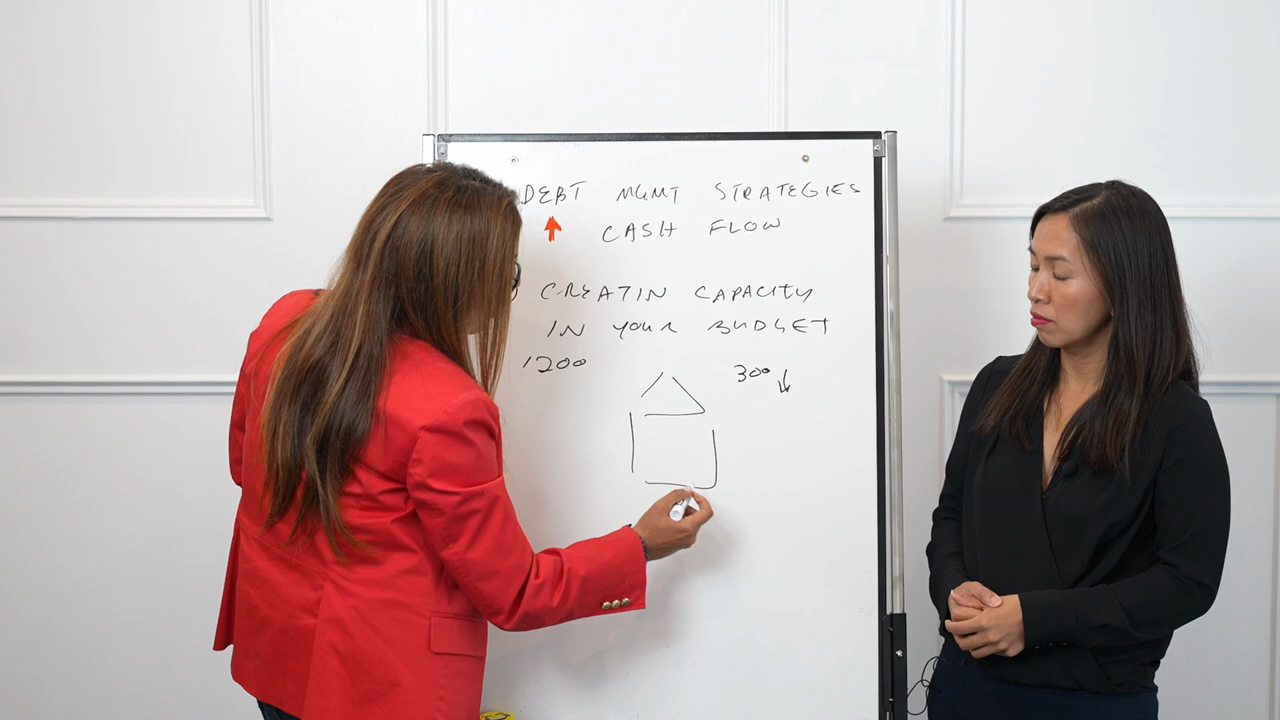 DEBT MGMT STRATEGIES
CASH FLOW
CREATIN CAPACITY
IN YOUR BUDGET
1200 300